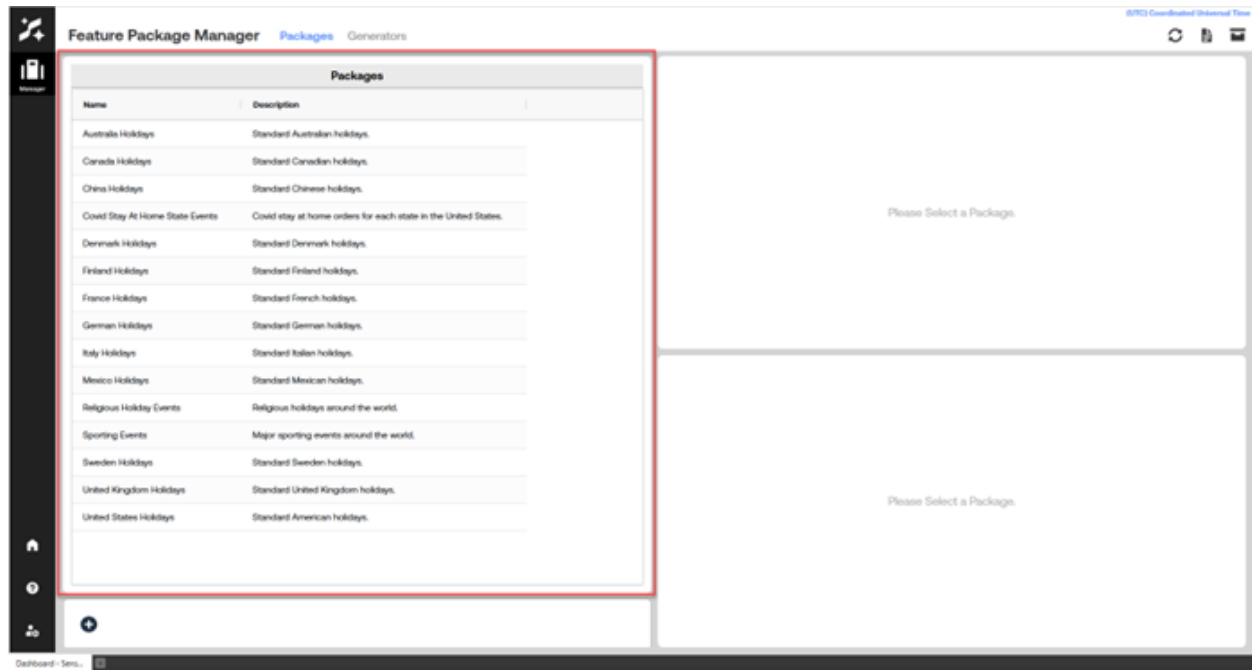 (UTC) Coordinated Universal Time
Feature Package Manager Packages Generators
Manager
Packages
Name Description
Australia Holidays Standard Australian holidays.
Canada Holidays Standard Canadian holidays.
China Holidays Standard Chinese holidays.
Covid Stay At Home State Events Covid stay at home orders for each state in the United States.
Denmark Holidays Standard Denmark holidays.
Finland Holidays Standard Finland holidays.
France Holidays Standard French holidays.
German Holidays Standard German holidays.
Italy Holidays Standard Italian holidays.
Mexico Holidays Standard Mexican holidays.
Religious Holiday Events Religious holidays around the world.
Sporting Events Major sporting events around the world.
Sweden Holidays Standard Sweden holidays.
United Kingdom Holidays Standard United Kingdom holidays.
United States Holidays Standard American holidays.
Please Select a Package.
Please Select a Package.
Dashboard - Sens...